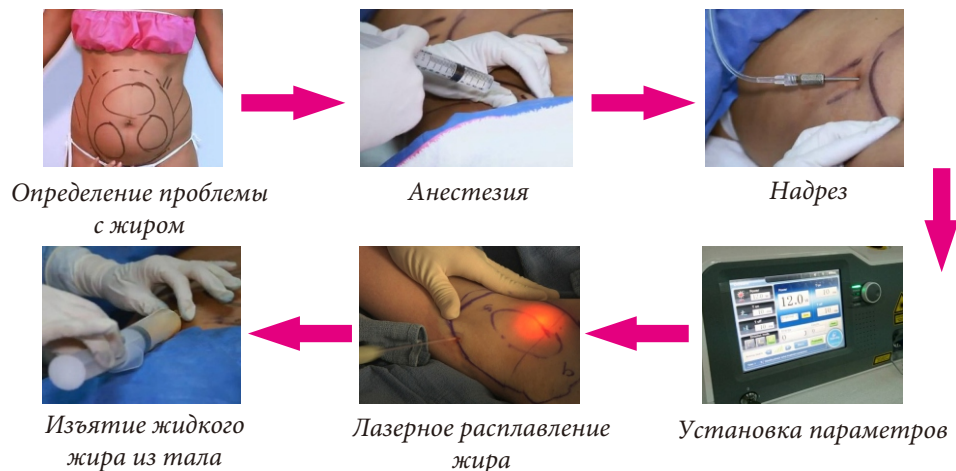 Определение проблемы
с жиром
Анестезия
Надрез
12.0
Установка параметров
Лазерное расплавление
жира
Изъятие жидкого
жира из тала